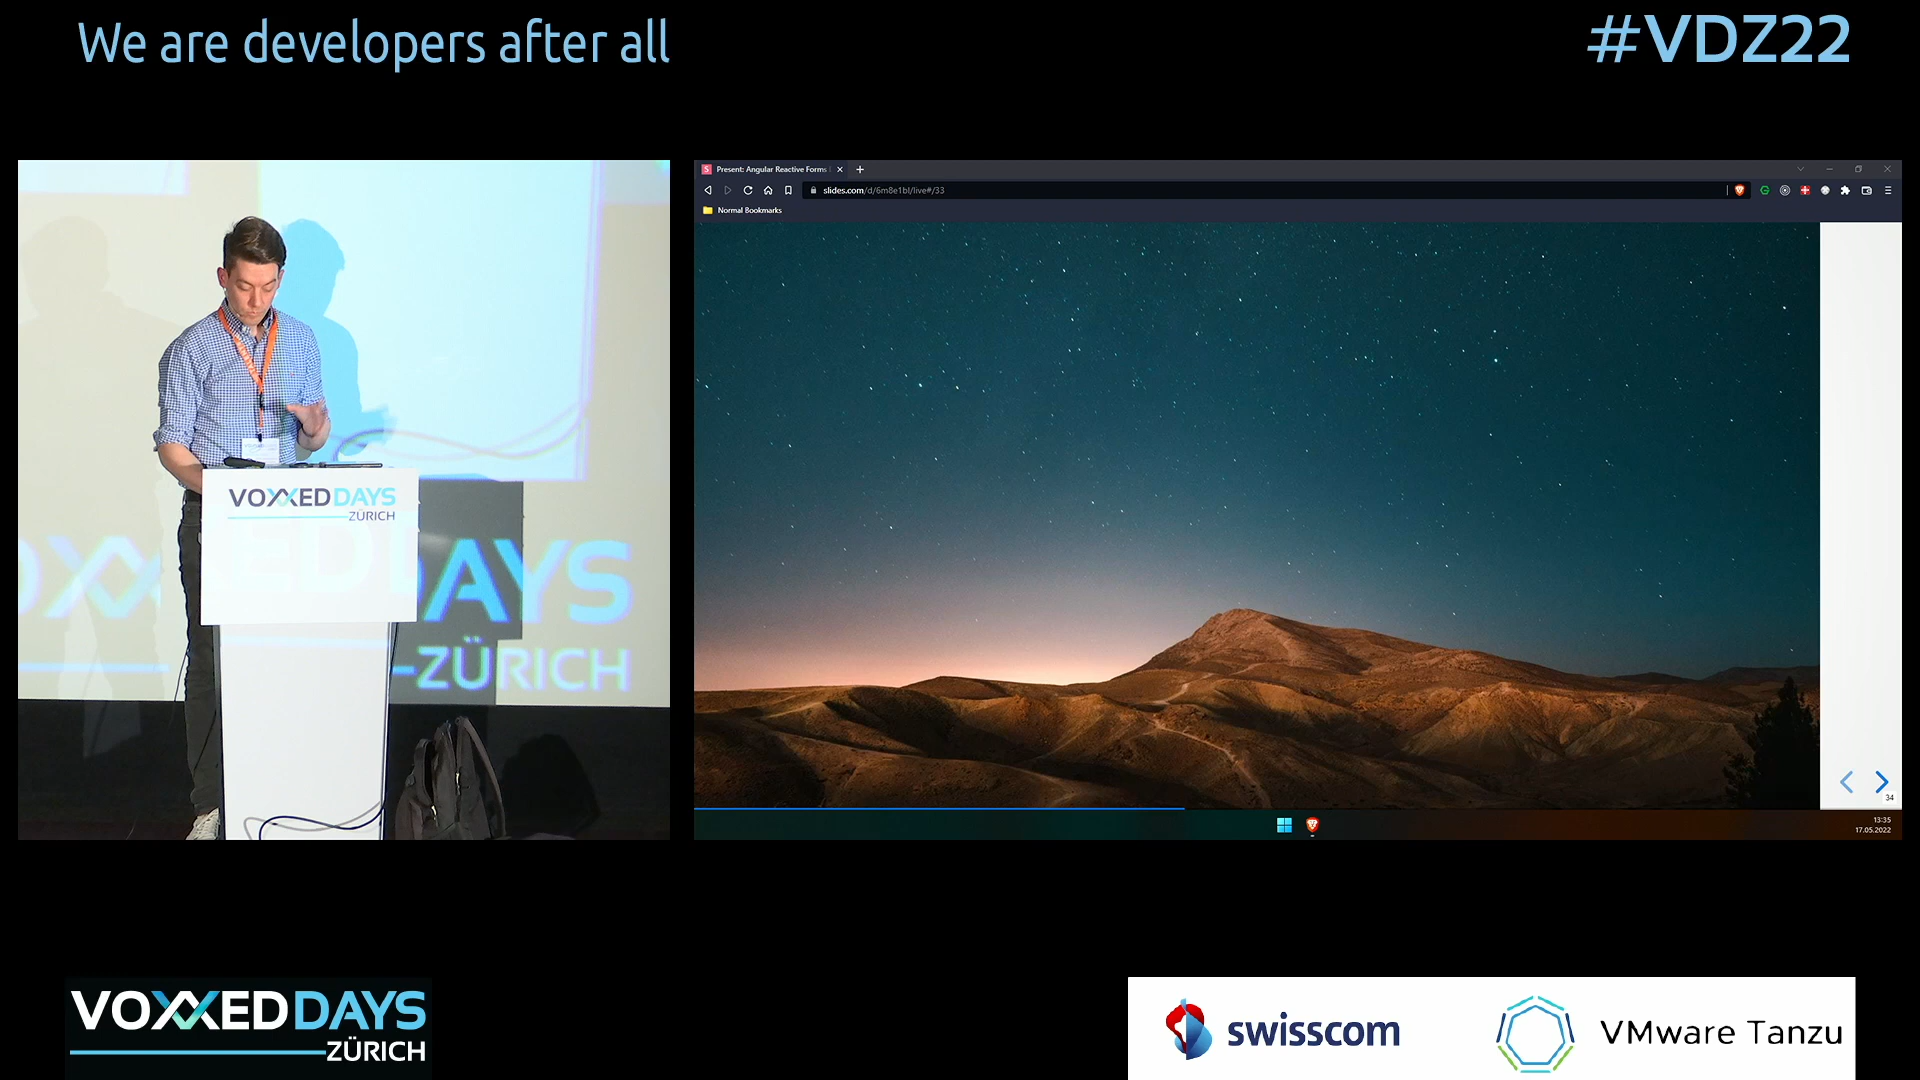 We are developers after all
#VDZ22
VOXXED DAYS
ZÜRICH
DAYS
ZÜRICH
Present: Angular Reactive Forms
slides.com/d/6m8e1bl/live#/33
Normal Bookmarks
34
13:35
17.05.2022
VOXXED DAYS
ZÜRICH
swisscom
VMware Tanzu